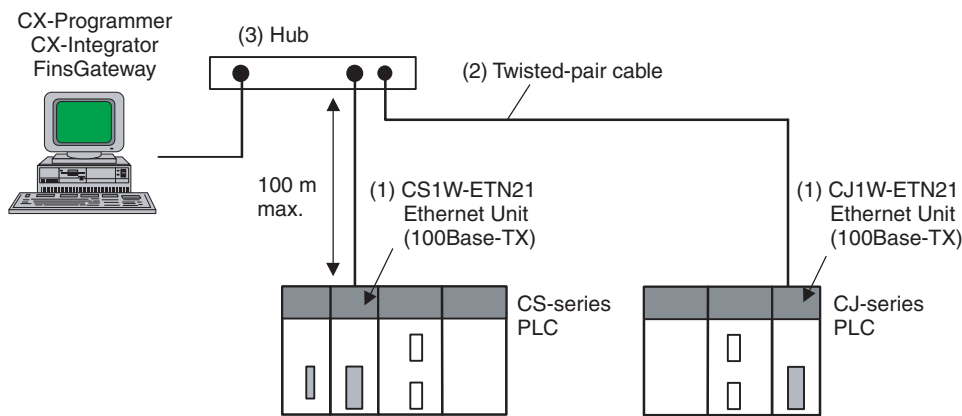 CX-Programmer
CX-Integrator
FinsGateway
(3) Hub
(2) Twisted-pair cable
100 m
max.
(1) CS1W-ETN21
Ethernet Unit
(100Base-TX)
(1) CJ1W-ETN21
Ethernet Unit
(100Base-TX)
CS-series
PLC
CJ-series
PLC